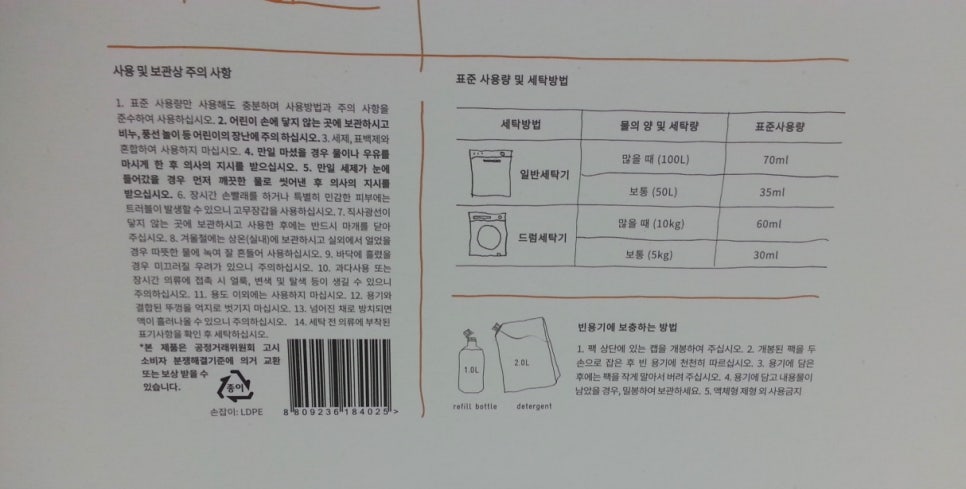 사용 및 보관상 주의 사항
1. 표준 사용량만 사용해도 충분하며 사용방법과 주의 사항을
준수하여 사용하십시오. 2. 어린이 손에 닿지 않는 곳에 보관하시고
비누, 풍선 놀이 등 어린이의 장난에 주의 하십시오. 3. 세제, 표백제와
혼합하여 사용하지 마십시오. 4. 만일 마셨을 경우 물이나 우유를
마시게 한 후 의사의 지시를 받으십시오. 5. 만일 세제가 눈에
들어갔을 경우 먼저 깨끗한 물로 씻어낸 후 의사의 지시를
받으십시오. 6. 장시간 손빨래를 하거나 특별히 민감한 피부에는
트러블이 발생할 수 있으니 고무장갑을 사용하십시오. 7. 직사광선이
닿지 않는 곳에 보관하시고 사용한 후에는 반드시 마개를 닫아
주십시오. 8. 겨울철에는 상온(실내)에 보관하시고 실외에서 얼었을
경우 따뜻한 물에 녹여 잘 흔들어 사용하십시오. 9. 바닥에 흘렸을
경우 미끄러질 우려가 있으니 주의하십시오. 10. 과다사용 또는
장시간 의류에 접촉 시 얼룩, 변색 및 탈색 등이 생길 수 있으니
주의하십시오. 11. 용도 이외에는 사용하지 마십시오. 12. 용기와
결합된 뚜껑을 억지로 벗기지 마십시오. 13. 넘어진 채로 방치되면
액이 흘러나올 수 있으니 주의하십시오. 14. 세탁 전 의류에 부착된
표기사항을 확인 후 세탁하십시오.
*본 제품은 공정거래위원회 고시
소비자 분쟁해결기준에 의거 교환
또는 보상 받을 수
있습니다.
종이
손잡이: LDPE
8 809236 184025 >
표준 사용량 및 세탁방법
세탁방법 물의 양 및 세탁량 표준사용량
일반세탁기
많을 때 (100L) 70ml
보통 (50L) 35ml
드럼세탁기
많을 때 (10kg) 60ml
보통 (5kg) 30ml
1.0L
2.0L
refill bottle detergent
빈용기에 보충하는 방법
1. 팩 상단에 있는 캡을 개봉하여 주십시오. 2. 개봉된 팩을 두
손으로 잡은 후 빈 용기에 천천히 따르십시오. 3. 용기에 담은
후에는 팩을 작게 말아서 버려 주십시오. 4. 용기에 담고 내용물이
남았을 경우, 밀봉하여 보관하세요. 5. 액체형 제형 외 사용금지